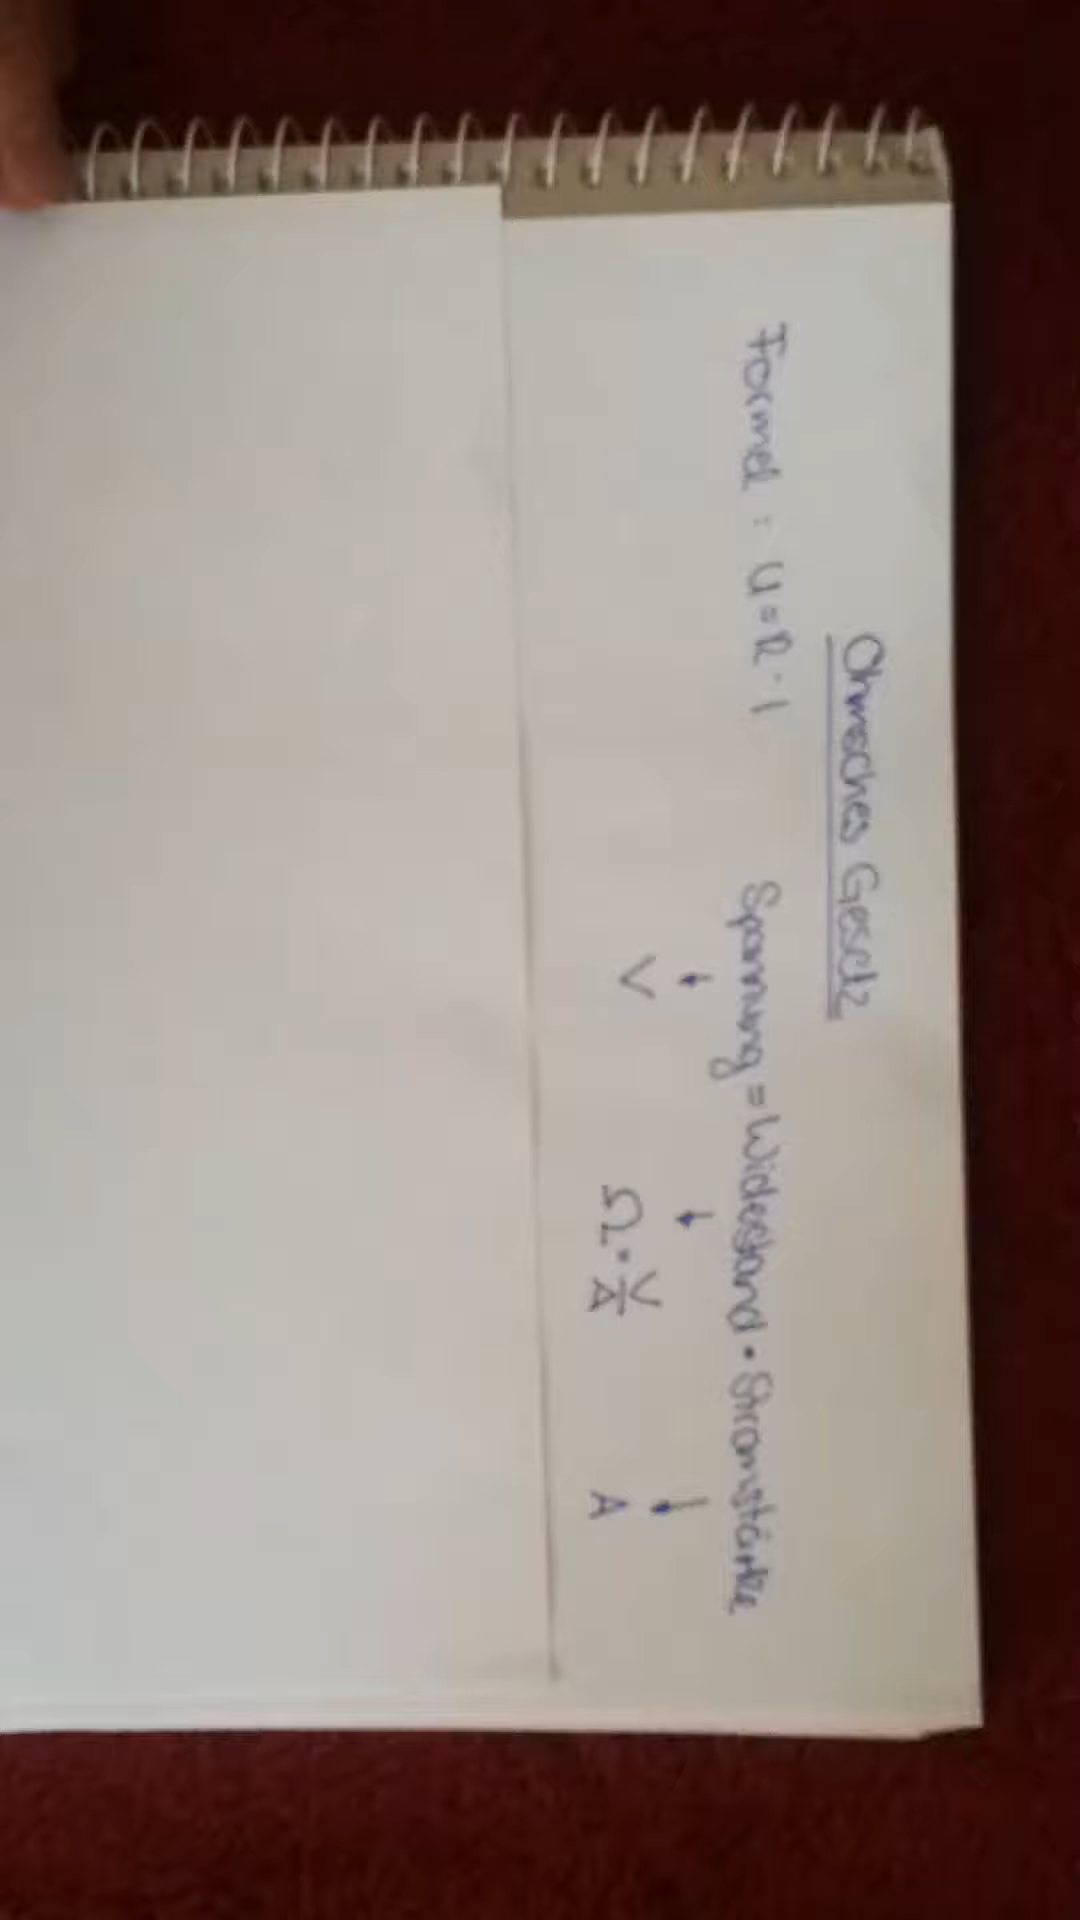 Ohmsches Gesetz
Formel : U = R · I Spannung = Widerstand · Stromstärke
↓ ↓ ↓
V Ω = V/A A